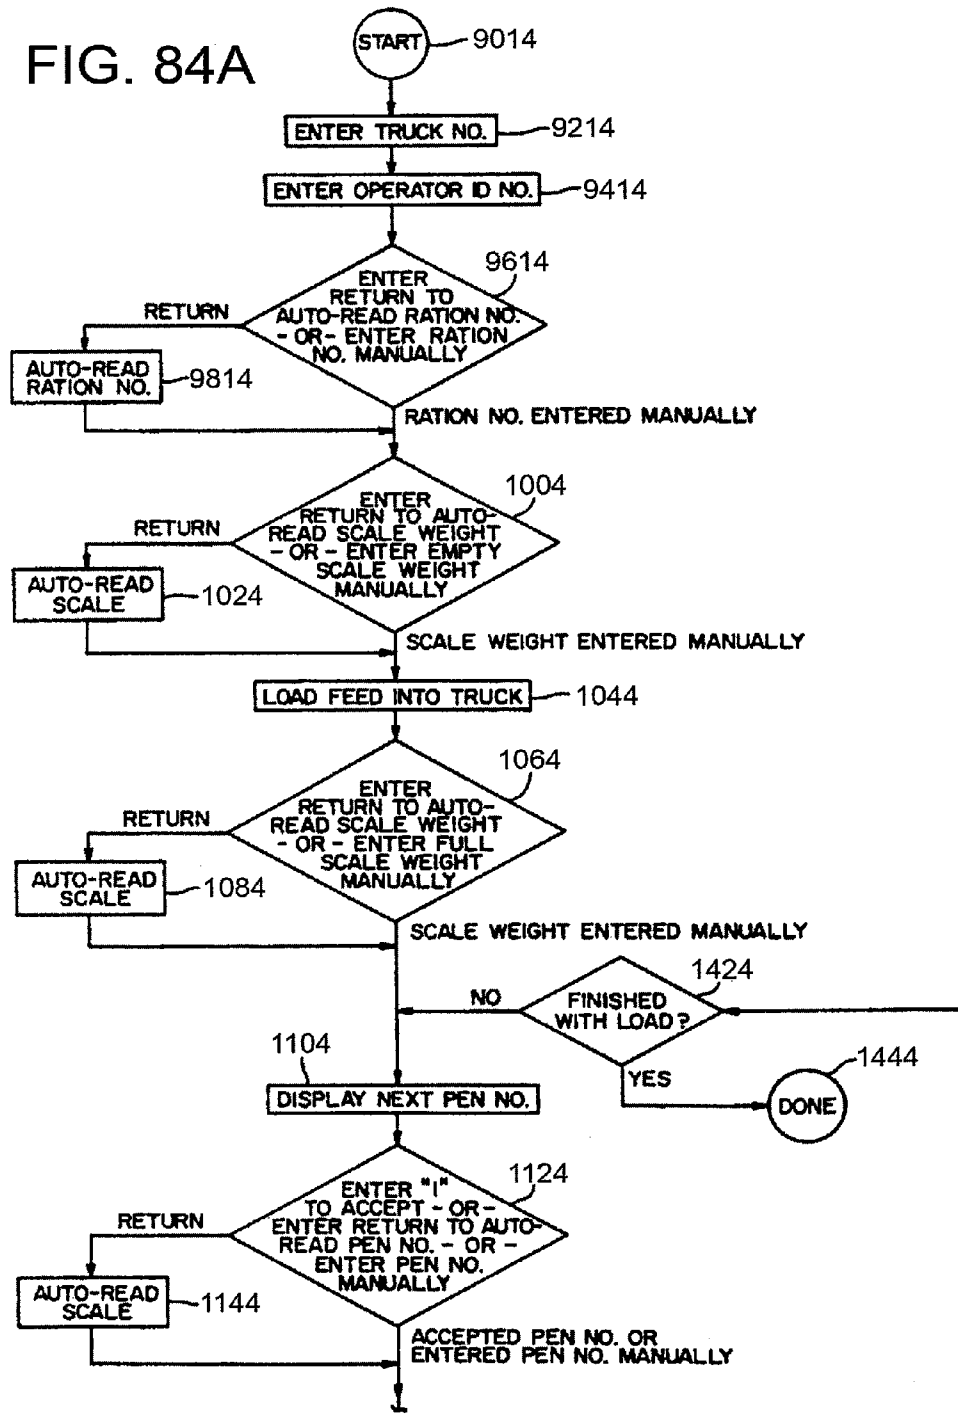 FIG. 84A
START
9014
ENTER TRUCK NO.
9214
ENTER OPERATOR ID NO.
9414
9614
ENTER
RETURN TO
AUTO-READ RATION NO.
- OR - ENTER RATION
NO. MANUALLY
RETURN
AUTO-READ
RATION NO.
9814
RATION NO. ENTERED MANUALLY
1004
ENTER
RETURN TO AUTO-
READ SCALE WEIGHT
- OR - ENTER EMPTY
SCALE WEIGHT
MANUALLY
RETURN
AUTO-READ
SCALE
1024
SCALE WEIGHT ENTERED MANUALLY
LOAD FEED INTO TRUCK
1044
1064
ENTER
RETURN TO AUTO-
READ SCALE WEIGHT
- OR - ENTER FULL
SCALE WEIGHT
MANUALLY
RETURN
AUTO-READ
SCALE
1084
SCALE WEIGHT ENTERED MANUALLY
1424
NO
FINISHED
WITH LOAD?
YES
1444
DONE
1104
DISPLAY NEXT PEN NO.
1124
ENTER "1"
TO ACCEPT - OR -
ENTER RETURN TO AUTO-
READ PEN NO. - OR -
ENTER PEN NO.
MANUALLY
RETURN
AUTO-READ
SCALE
1144
ACCEPTED PEN NO. OR
ENTERED PEN NO. MANUALLY